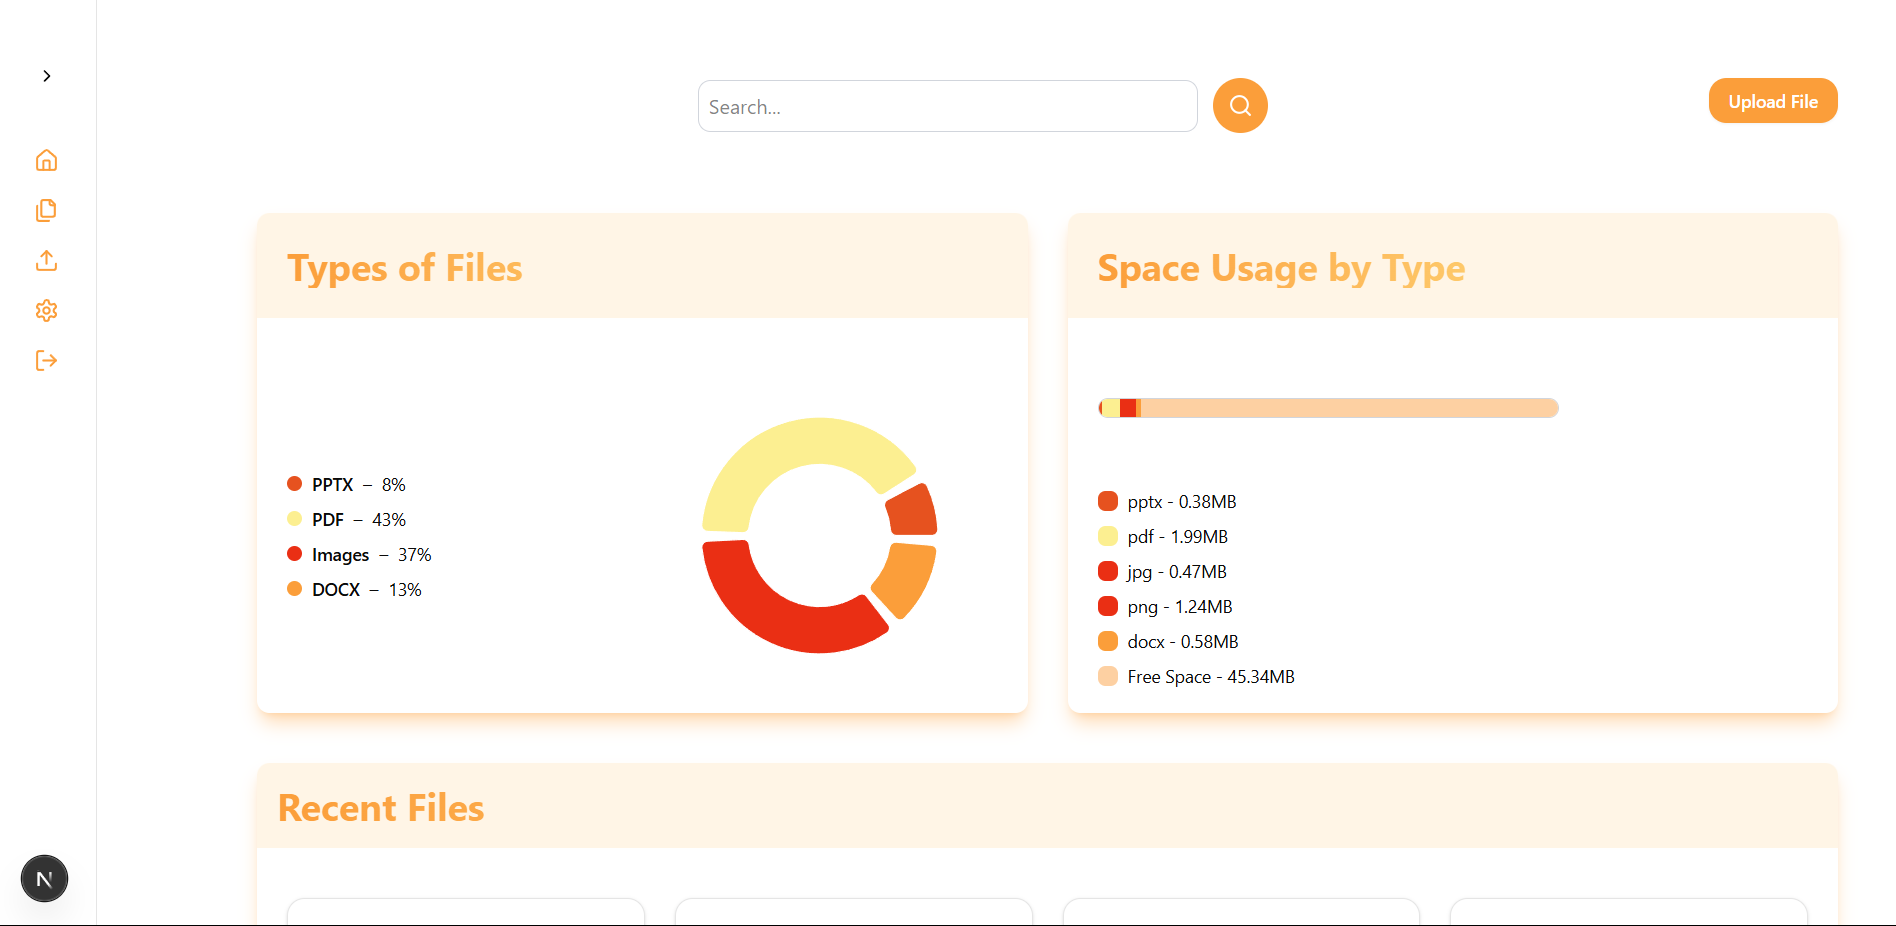 Search...
Upload File
Types of Files
PPTX – 8%
PDF – 43%
Images – 37%
DOCX – 13%
Space Usage by Type
pptx - 0.38MB
pdf - 1.99MB
jpg - 0.47MB
png - 1.24MB
docx - 0.58MB
Free Space - 45.34MB
Recent Files
N